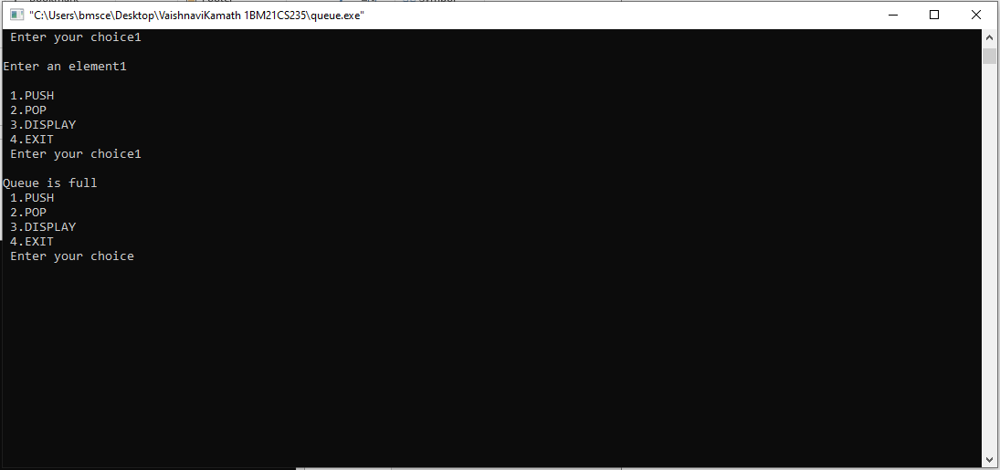 "C:\Users\bmsce\Desktop\VaishnaviKamath 1BM21CS235\queue.exe"
Enter your choice1
Enter an element1
1.PUSH
2.POP
3.DISPLAY
4.EXIT
Enter your choice1
Queue is full
1.PUSH
2.POP
3.DISPLAY
4.EXIT
Enter your choice